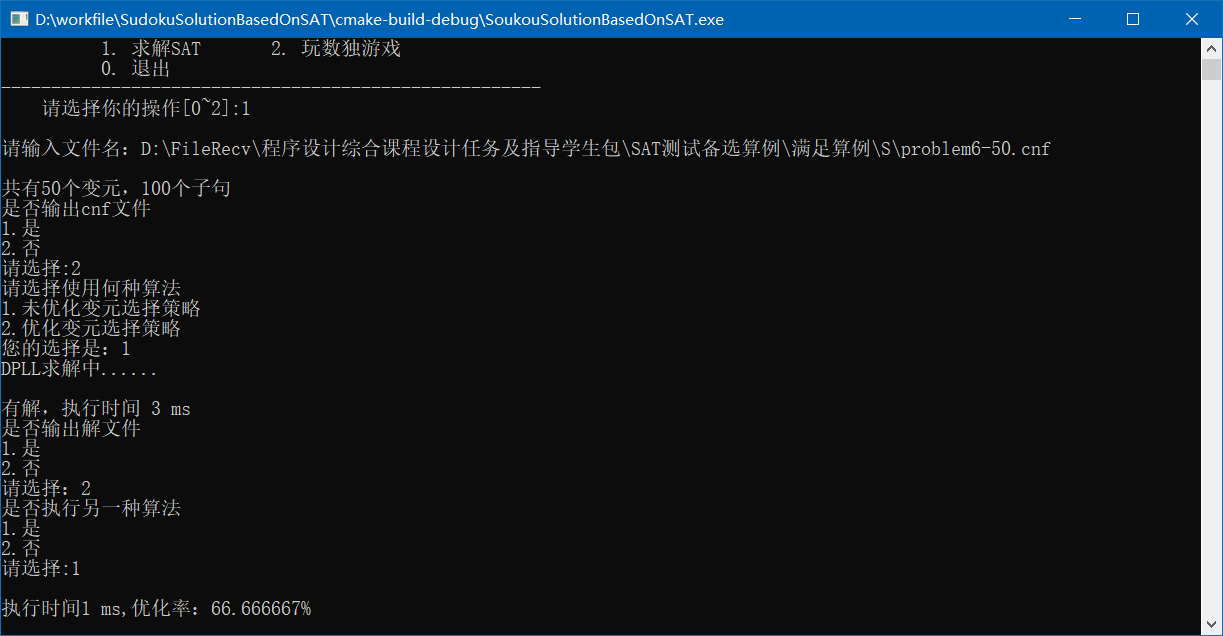 D:\workfile\SudokuSolutionBasedOnSAT\cmake-build-debug\SoukouSolutionBasedOnSAT.exe
1. 求解SAT 2. 玩数独游戏
0. 退出
------------------------------------------------------
请选择你的操作[0~2]:1
请输入文件名: D:\FileRecv\程序设计综合课程设计任务及指导学生包\SAT测试备选算例\满足算例\S\problem6-50.cnf
共有50个变元，100个子句
是否输出cnf文件
1.是
2.否
请选择:2
请选择使用何种算法
1.未优化变元选择策略
2.优化变元选择策略
您的选择是：1
DPLL求解中......
有解，执行时间 3 ms
是否输出解文件
1.是
2.否
请选择：2
是否执行另一种算法
1.是
2.否
请选择:1
执行时间1 ms,优化率：66.666667%